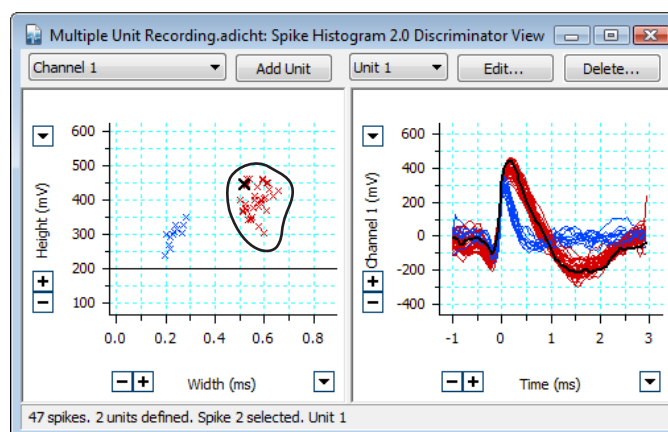 Multiple Unit Recording.adicht: Spike Histogram 2.0 Discriminator View
Channel 1 Add Unit Unit 1 Edit... Delete...
Height (mV)
600
500
400
300
200
100
0.0 0.2 0.4 0.6 0.8
Width (ms)
Channel 1 (mV)
600
400
200
0
-200
-400
-1 0 1 2 3
Time (ms)
47 spikes. 2 units defined. Spike 2 selected. Unit 1